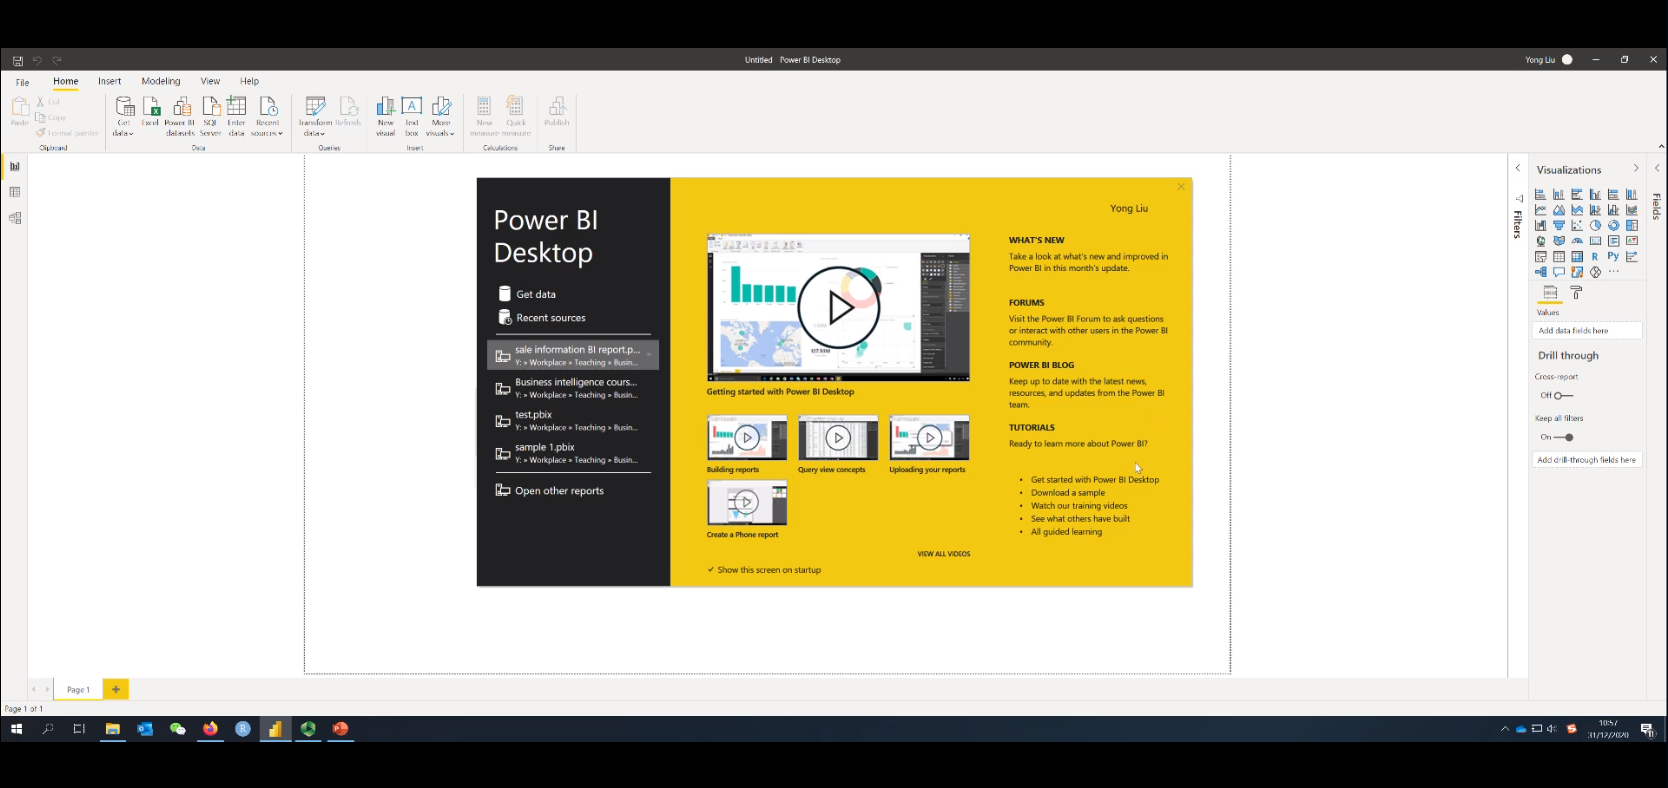 Untitled Power BI Desktop
Yong Liu
File Home Insert Modeling View Help
Paste
Cut
Copy
Format painter
Clipboard
Get data
Excel
Power BI datasets
SQL Server
Enter data
Recent sources
Data
Transform data
Refresh
Queries
New visual
Text box
More visuals
Insert
New measure
Quick measure
Calculations
Publish
Share
Power BI
Desktop
Get data
Recent sources
sale information BI report.p...
Y: » Workplace » Teaching » Busin...
Business intelligence cours...
Y: » Workplace » Teaching » Busin...
test.pbix
Y: » Workplace » Teaching » Busin...
sample 1.pbix
Y: » Workplace » Teaching » Busin...
Open other reports
Getting started with Power BI Desktop
Building reports
Query view concepts
Uploading your reports
Create a Phone report
VIEW ALL VIDEOS
Show this screen on startup
Yong Liu
WHAT'S NEW
Take a look at what's new and improved in
Power BI in this month's update.
FORUMS
Visit the Power BI Forum to ask questions
or interact with other users in the Power BI
community.
POWER BI BLOG
Keep up to date with the latest news,
resources, and updates from the Power BI
team.
TUTORIALS
Ready to learn more about Power BI?
• Get started with Power BI Desktop
• Download a sample
• Watch our training videos
• See what others have built
• All guided learning
Filters
Visualizations
R Py
Values
Add data fields here
Drill through
Cross-report
Off
Keep all filters
On
Add drill-through fields here
Fields
Page 1
Page 1 of 1
10:57
31/12/2020